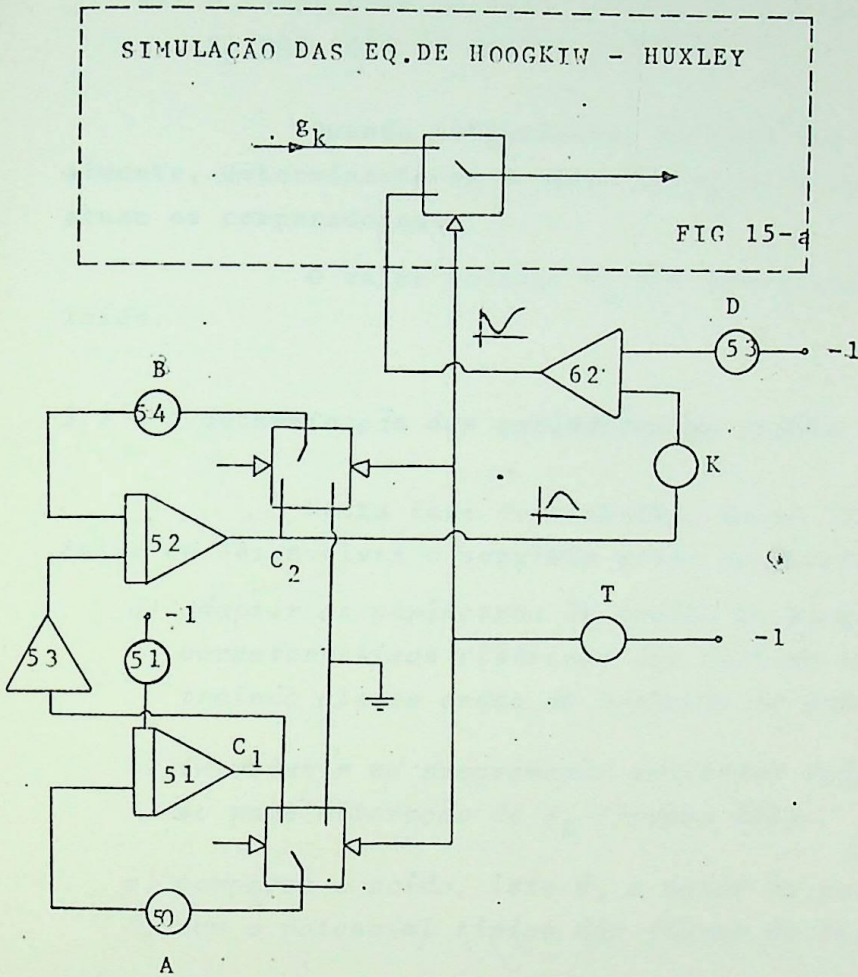 SIMULAÇÃO DAS EQ.DE HOOGKIW - HUXLEY
g_k
FIG 15-a
D
53
-1
62
B
54
K
52
C_2
T
-1
-1
53
51
C_1
51
50
A